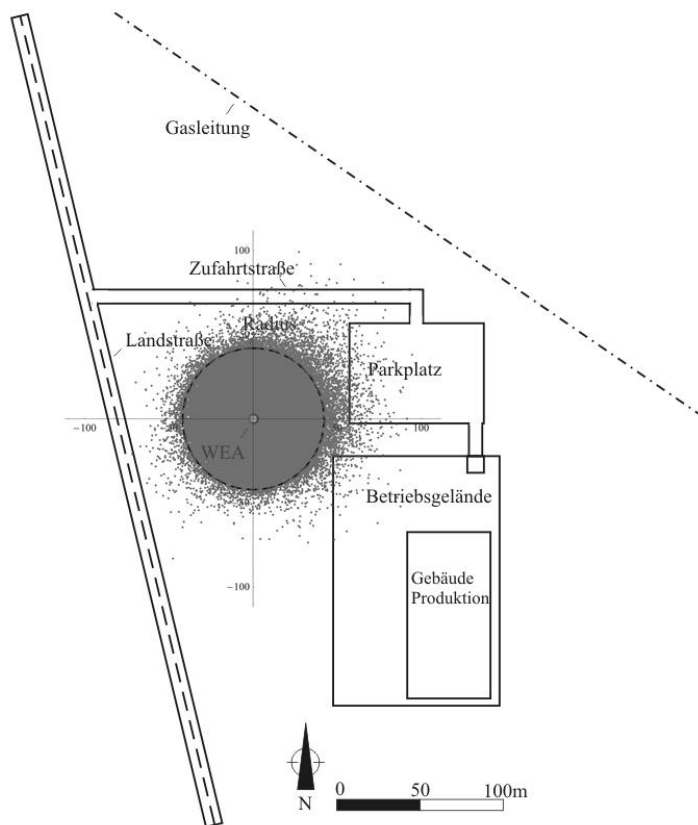 Gasleitung
100
Zufahrtstraße
Radius
Landstraße
Parkplatz
-100
100
WEA
Betriebsgelände
-100
Gebäude
Produktion
N
0 50 100m